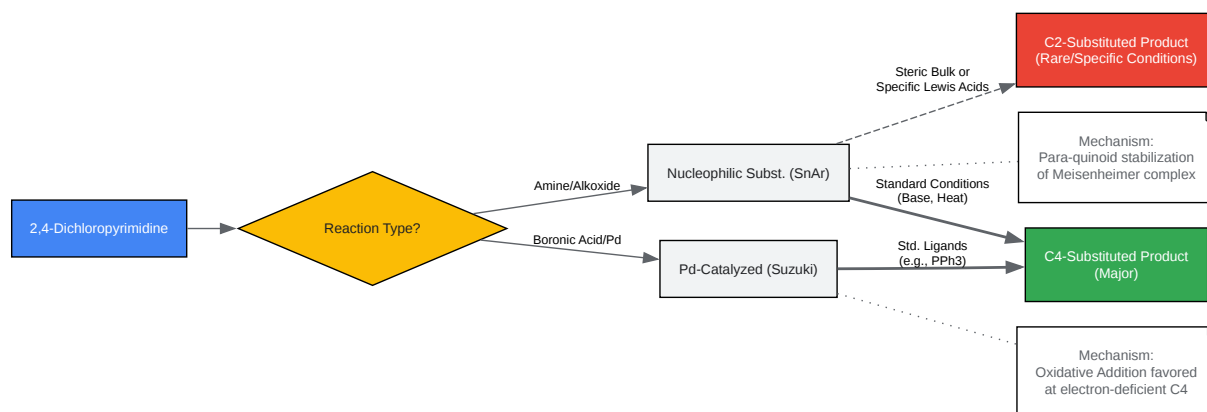 2,4-Dichloropyrimidine
Reaction Type?
Amine/Alkoxide
Boronic Acid/Pd
Nucleophilic Subst. (SnAr)
Pd-Catalyzed (Suzuki)
Steric Bulk or
Specific Lewis Acids
Standard Conditions
(Base, Heat)
Std. Ligands
(e.g., PPh3)
C2-Substituted Product
(Rare/Specific Conditions)
Mechanism:
Para-quinoid stabilization
of Meisenheimer complex
C4-Substituted Product
(Major)
Mechanism:
Oxidative Addition favored
at electron-deficient C4